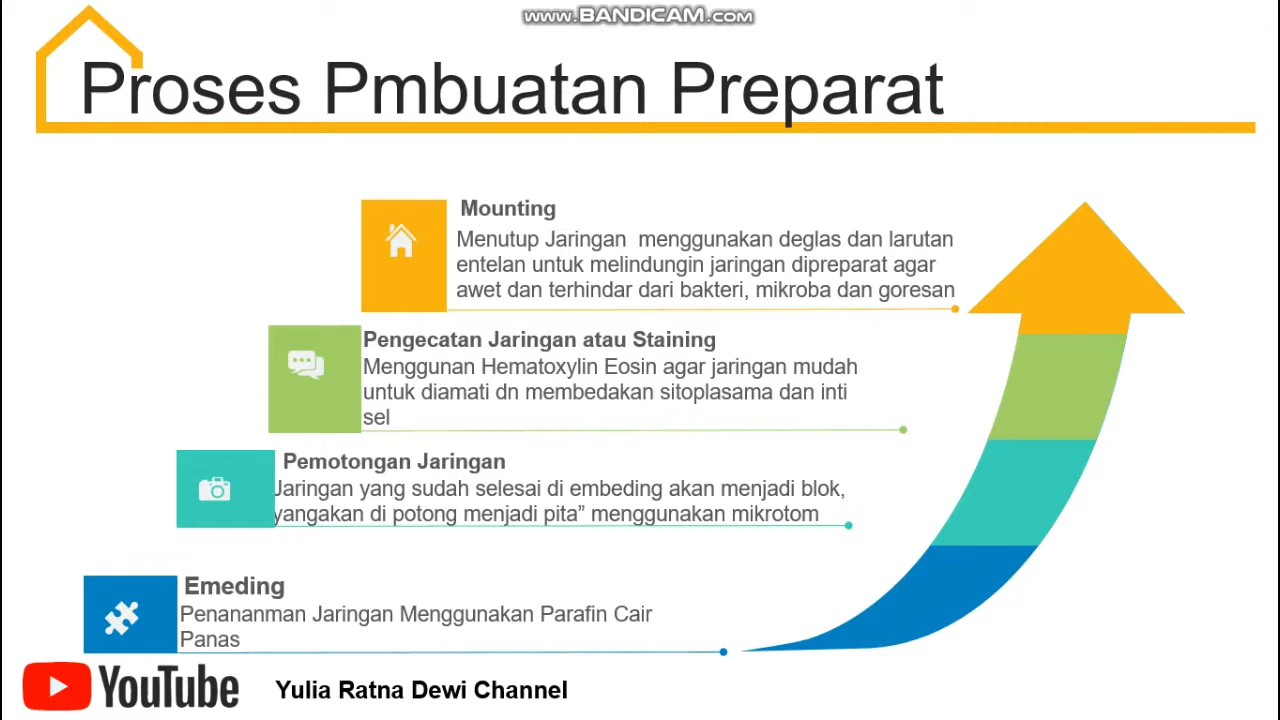 www.BANDICAM.com
Proses Pmbuatan Preparat
Mounting
Menutup Jaringan menggunakan deglas dan larutan
entelan untuk melindungin jaringan dipreparat agar
awet dan terhindar dari bakteri, mikroba dan goresan
Pengecatan Jaringan atau Staining
Menggunan Hematoxylin Eosin agar jaringan mudah
untuk diamati dn membedakan sitoplasama dan inti
sel
Pemotongan Jaringan
Jaringan yang sudah selesai di embeding akan menjadi blok,
yangakan di potong menjadi pita” menggunakan mikrotom
Emeding
Penananman Jaringan Menggunakan Parafin Cair
Panas
YouTube
Yulia Ratna Dewi Channel